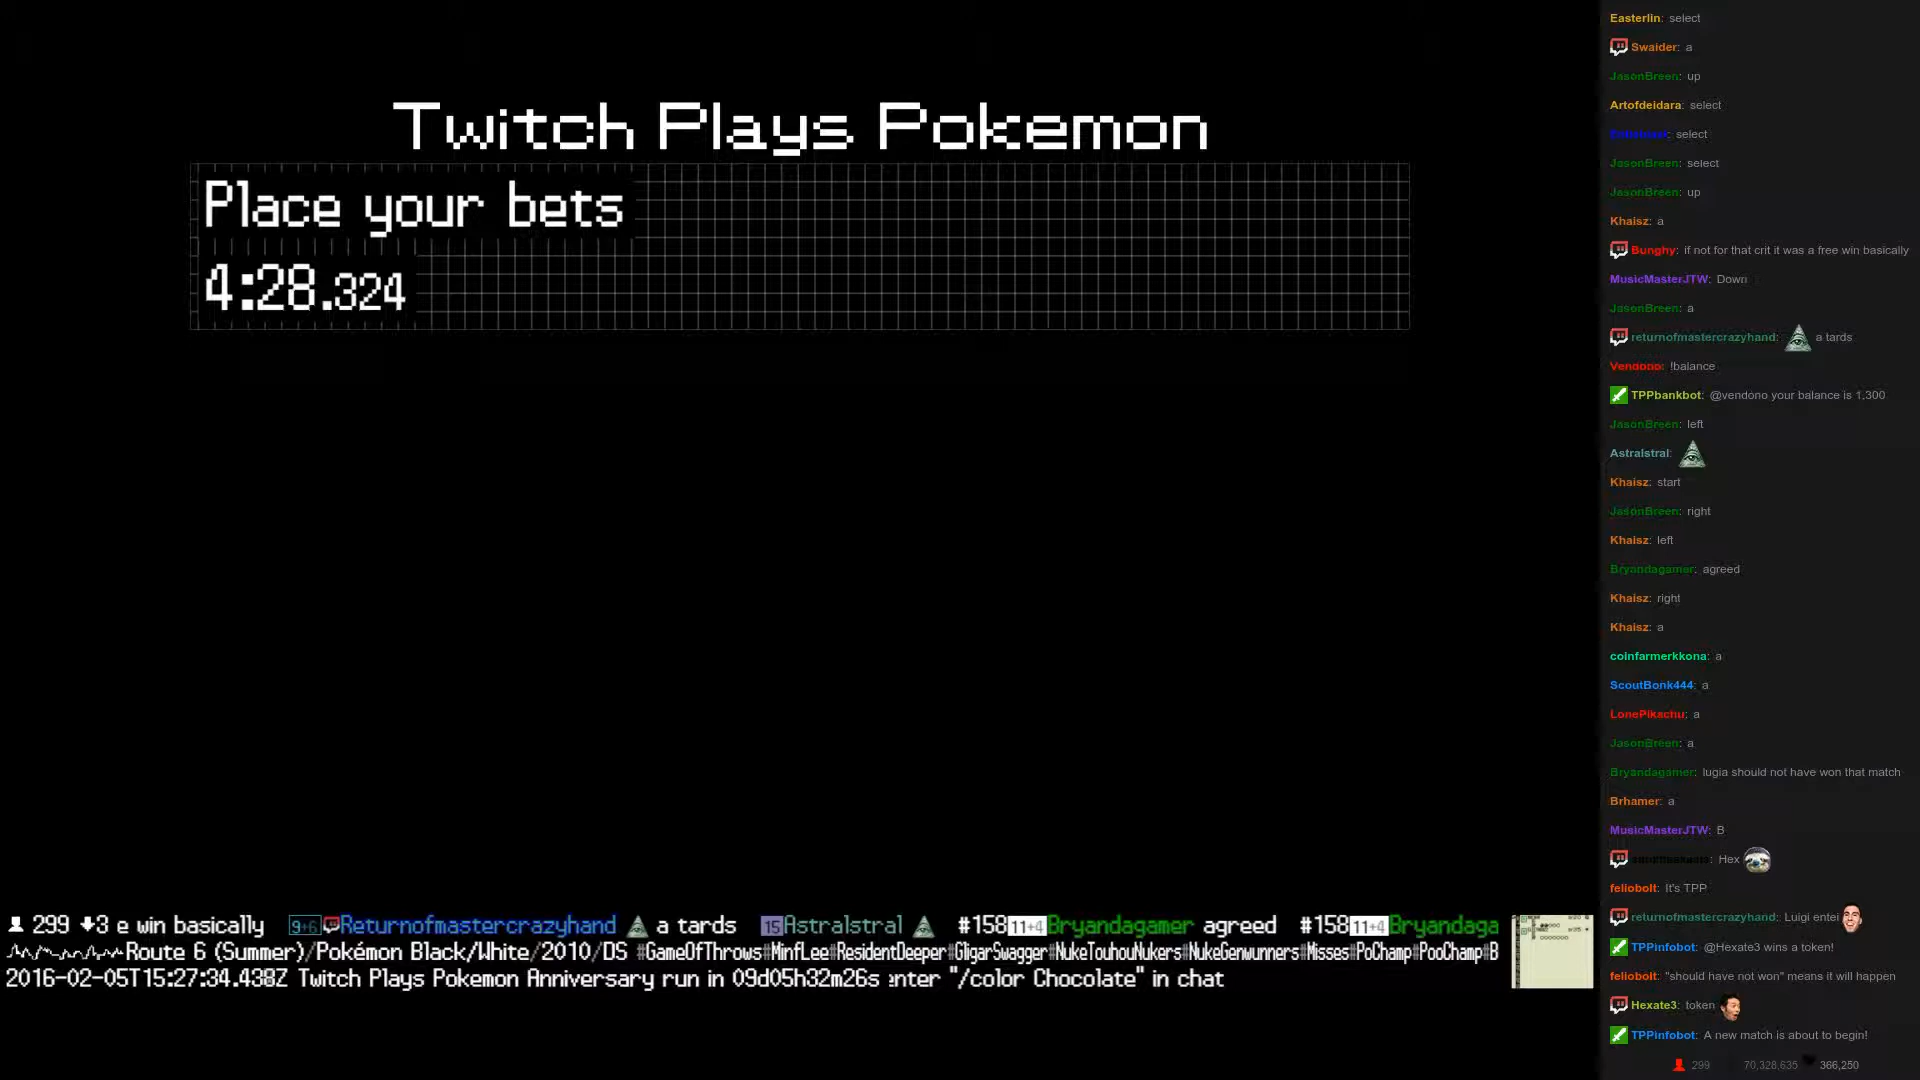 Twitch Plays Pokemon
Place your bets
4:28.324
299 3 e win basically 9+6 Returnofmastercrazyhand a tards 15 Astralstral #158 11+4 Bryandagamer agreed #158 11+4 Bryandaga
Route 6 (Summer)/Pokémon Black/White/2010/DS #GameOfThrows#MinfLee#ResidentDeeper#GligarSwagger#NukeTouhouNukers#NukeGenwunners#Misses#PoChamp#PooChamp#B
2016-02-05T15:27:34.438Z Twitch Plays Pokemon Anniversary run in 09d05h32m26s enter "/color Chocolate" in chat
Easterlin: select
Swaider: a
JasonBreen: up
Artofdeidara: select
: select
JasonBreen: select
JasonBreen: up
Khaisz: a
Bunghy: if not for that crit it was a free win basically
MusicMasterJTW: Down
JasonBreen: a
returnofmastercrazyhand: a tards
Vendono: !balance
TPPbankbot: @vendono your balance is 1,300
JasonBreen: left
Astralstral:
Khaisz: start
JasonBreen: right
Khaisz: left
Bryandagamer: agreed
Khaisz: right
Khaisz: a
coinfarmerkkona: a
ScoutBonk444: a
LonePikachu: a
JasonBreen: a
Bryandagamer: lugia should not have won that match
Brhamer: a
MusicMasterJTW: B
: Hex
feliobolt: It's TPP
returnofmastercrazyhand: Luigi entei
TPPinfobot: @Hexate3 wins a token!
feliobolt: "should have not won" means it will happen
Hexate3: token
TPPinfobot: A new match is about to begin!
299 70,328,635 366,250